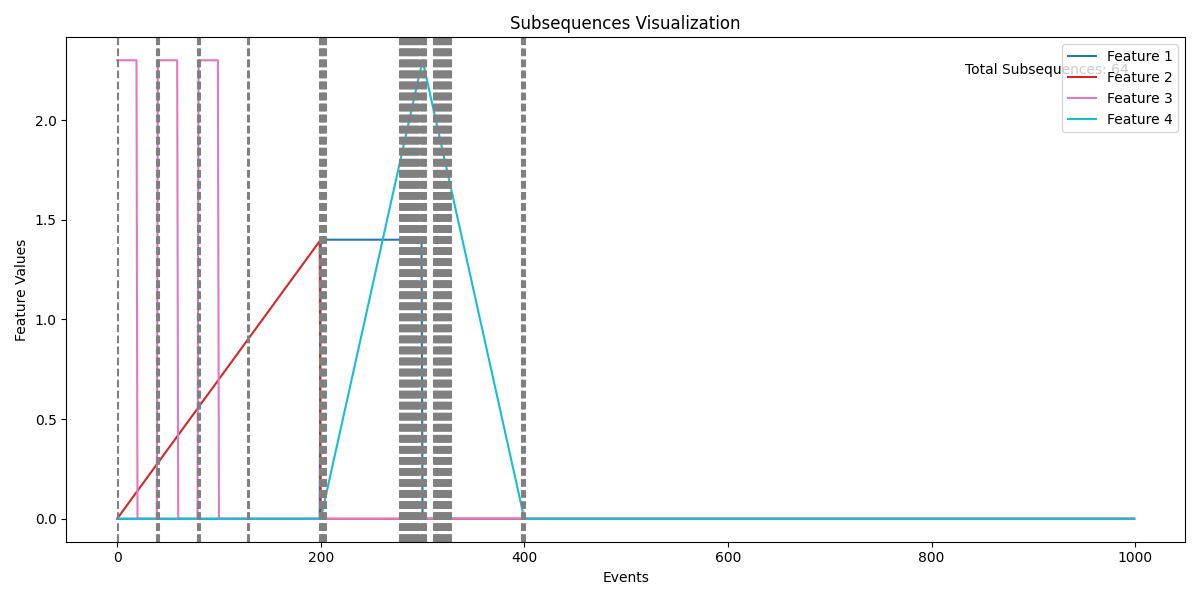 Subsequences Visualization
Total Subsequences: 64
Feature 1
Feature 2
Feature 3
Feature 4
Feature Values
2.0
1.5
1.0
0.5
0.0
0
200
400
600
800
1000
Events